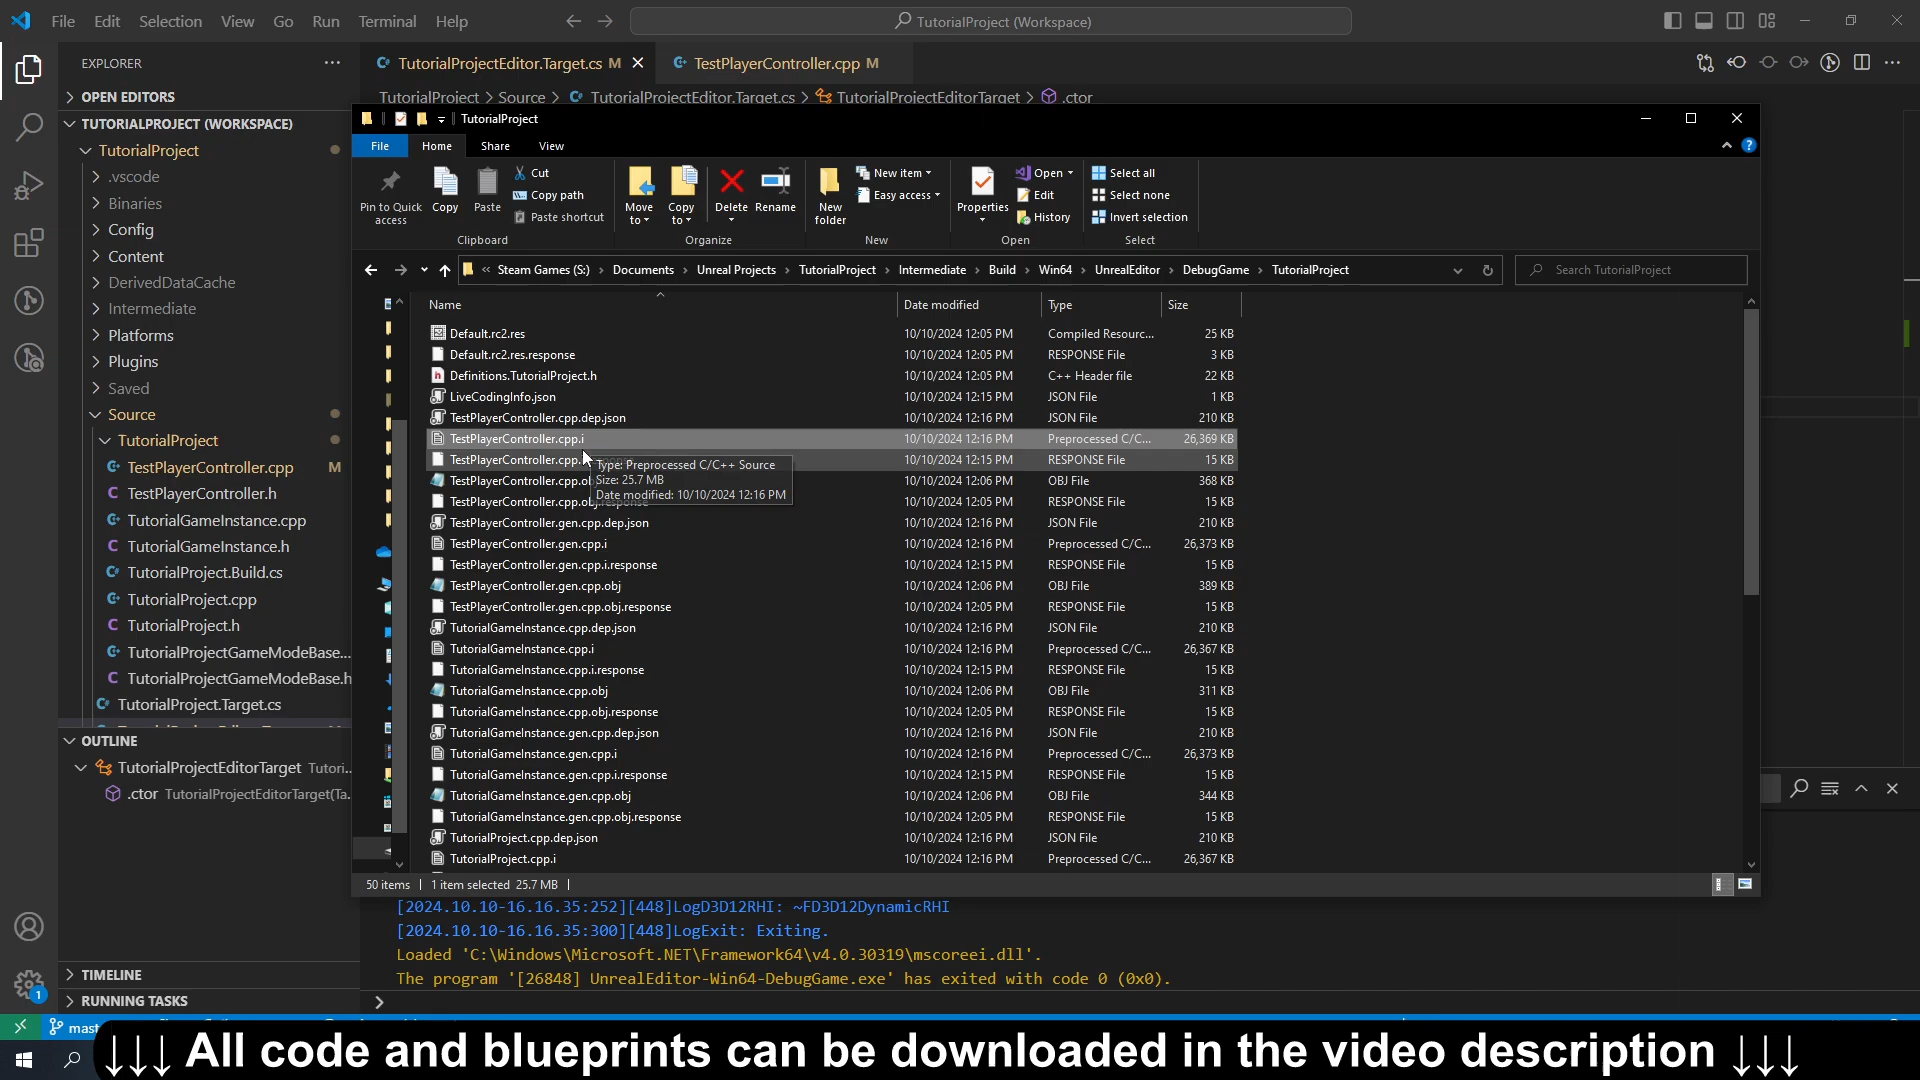 File Edit Selection View Go Run Terminal Help
TutorialProject (Workspace)
EXPLORER
TutorialProjectEditor.Target.cs M
TestPlayerController.cpp M
OPEN EDITORS
TutorialProject > Source > TutorialProjectEditor.Target.cs > TutorialProjectEditorTarget > .ctor
TUTORIALPROJECT (WORKSPACE)
TutorialProject
.vscode
Binaries
Config
Content
DerivedDataCache
Intermediate
Platforms
Plugins
Saved
Source
TutorialProject
TestPlayerController.cpp M
TestPlayerController.h
TutorialGameInstance.cpp
TutorialGameInstance.h
TutorialProject.Build.cs
TutorialProject.cpp
TutorialProject.h
TutorialProjectGameModeBase...
TutorialProjectGameModeBase.h
TutorialProject.Target.cs
OUTLINE
TutorialProjectEditorTarget Tutori...
.ctor TutorialProjectEditorTarget(Ta...
TIMELINE
RUNNING TASKS
TutorialProject
File Home Share View
Pin to Quick access
Copy
Paste
Cut
Copy path
Paste shortcut
Clipboard
Move to
Copy to
Delete
Rename
Organize
New folder
New item
Easy access
New
Properties
Open
Edit
History
Open
Select all
Select none
Invert selection
Select
« Steam Games (S:) > Documents > Unreal Projects > TutorialProject > Intermediate > Build > Win64 > UnrealEditor > DebugGame > TutorialProject
Search TutorialProject
Name Date modified Type Size
Default.rc2.res 10/10/2024 12:05 PM Compiled Resourc... 25 KB
Default.rc2.res.response 10/10/2024 12:05 PM RESPONSE File 3 KB
Definitions.TutorialProject.h 10/10/2024 12:05 PM C++ Header file 22 KB
LiveCodingInfo.json 10/10/2024 12:15 PM JSON File 1 KB
TestPlayerController.cpp.dep.json 10/10/2024 12:16 PM JSON File 210 KB
TestPlayerController.cpp.i 10/10/2024 12:16 PM Preprocessed C/C... 26,369 KB
TestPlayerController.cpp. 10/10/2024 12:15 PM RESPONSE File 15 KB
TestPlayerController.cpp.ob 10/10/2024 12:06 PM OBJ File 368 KB
TestPlayerController.cpp.obj.response 10/10/2024 12:05 PM RESPONSE File 15 KB
Type: Preprocessed C/C++ Source
Size: 25.7 MB
Date modified: 10/10/2024 12:16 PM
TestPlayerController.gen.cpp.dep.json 10/10/2024 12:16 PM JSON File 210 KB
TestPlayerController.gen.cpp.i 10/10/2024 12:16 PM Preprocessed C/C... 26,373 KB
TestPlayerController.gen.cpp.i.response 10/10/2024 12:15 PM RESPONSE File 15 KB
TestPlayerController.gen.cpp.obj 10/10/2024 12:06 PM OBJ File 389 KB
TestPlayerController.gen.cpp.obj.response 10/10/2024 12:05 PM RESPONSE File 15 KB
TutorialGameInstance.cpp.dep.json 10/10/2024 12:16 PM JSON File 210 KB
TutorialGameInstance.cpp.i 10/10/2024 12:16 PM Preprocessed C/C... 26,367 KB
TutorialGameInstance.cpp.i.response 10/10/2024 12:15 PM RESPONSE File 15 KB
TutorialGameInstance.cpp.obj 10/10/2024 12:06 PM OBJ File 311 KB
TutorialGameInstance.cpp.obj.response 10/10/2024 12:05 PM RESPONSE File 15 KB
TutorialGameInstance.gen.cpp.dep.json 10/10/2024 12:16 PM JSON File 210 KB
TutorialGameInstance.gen.cpp.i 10/10/2024 12:16 PM Preprocessed C/C... 26,373 KB
TutorialGameInstance.gen.cpp.i.response 10/10/2024 12:15 PM RESPONSE File 15 KB
TutorialGameInstance.gen.cpp.obj 10/10/2024 12:06 PM OBJ File 344 KB
TutorialGameInstance.gen.cpp.obj.response 10/10/2024 12:05 PM RESPONSE File 15 KB
TutorialProject.cpp.dep.json 10/10/2024 12:16 PM JSON File 210 KB
TutorialProject.cpp.i 10/10/2024 12:16 PM Preprocessed C/C... 26,367 KB
50 items 1 item selected 25.7 MB
[2024.10.10-16.16.35:252][448]LogD3D12RHI: ~FD3D12DynamicRHI
[2024.10.10-16.16.35:300][448]LogExit: Exiting.
Loaded 'C:\Windows\Microsoft.NET\Framework64\v4.0.30319\mscoreei.dll'.
The program '[26848] UnrealEditor-Win64-DebugGame.exe' has exited with code 0 (0x0).
>
1
mast
↓↓↓ All code and blueprints can be downloaded in the video description ↓↓↓